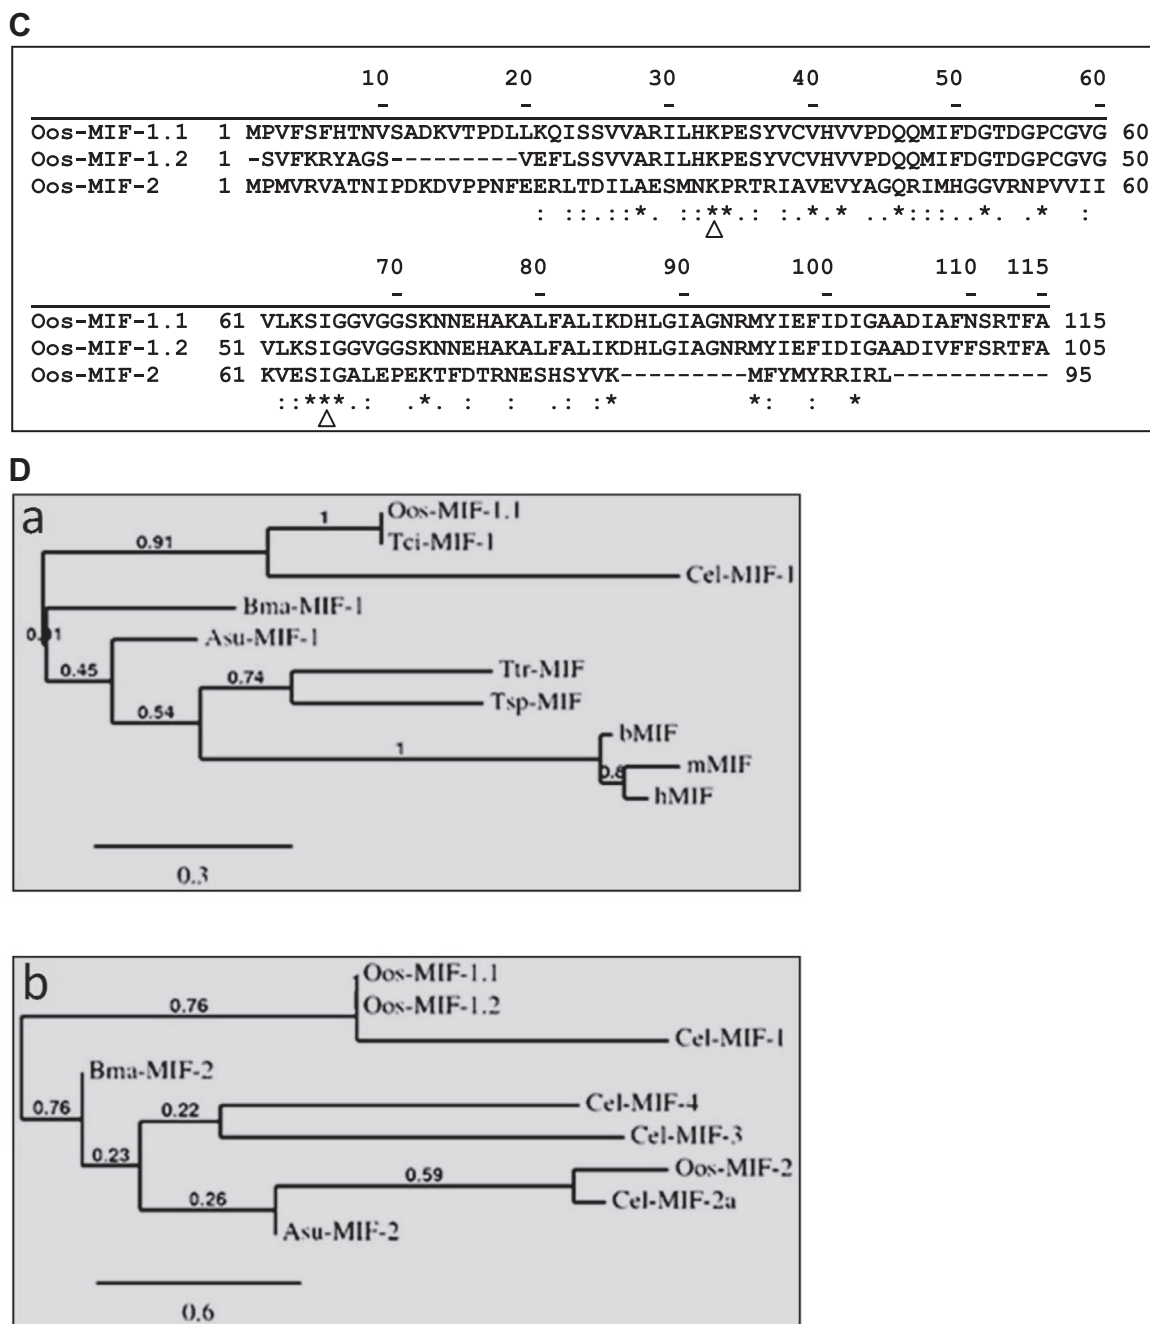 C
10 20 30 40 50 60
Oos-MIF-1.1 1 MPVFSFHTNVSADKVTPDLLKQISSVVARILHKPESYVCVHVVPDQQMIFDGTDGPCGVG 60
Oos-MIF-1.2 1 -SVFKRYAGS---------VEFLSSVVARILHKPESYVCVHVVPDQQMIFDGTDGPCGVG 50
Oos-MIF-2 1 MPMVRVATNIPDKDVPPNFEERLTDILAESMNKPRTRIAVEVYAGQRIMHGGVRNPVVII 60
: ::.::*. ::**.: :.*.* ..*:::..*. .* :
70 80 90 100 110 115
Oos-MIF-1.1 61 VLKSIGGVGGSKNNEHAKALFALIKDHLGIAGNRMYIEFIDIGAADIAFNSRTFA 115
Oos-MIF-1.2 51 VLKSIGGVGGSKNNEHAKALFALIKDHLGIAGNRMYIEFIDIGAADIVFFSRTFA 105
Oos-MIF-2 61 KVESIGALEPEKTFDTRNESHSYVK---------MFYMYRRIRL----------- 95
::***.: .*. : : .: :* *: : *
D
a
Oos-MIF-1.1
1
Tci-MIF-1
0.91
Cel-MIF-1
Bma-MIF-1
Asu-MIF-1
0.45
Ttr-MIF
0.74
Tsp-MIF
0.54
bMIF
1
mMIF
hMIF
0.3
b
Oos-MIF-1.1
0.76
Oos-MIF-1.2
Cel-MIF-1
Bma-MIF-2
0.76
Cel-MIF-4
0.22
Cel-MIF-3
0.23
Oos-MIF-2
0.59
Cel-MIF-2a
0.26
Asu-MIF-2
0.6